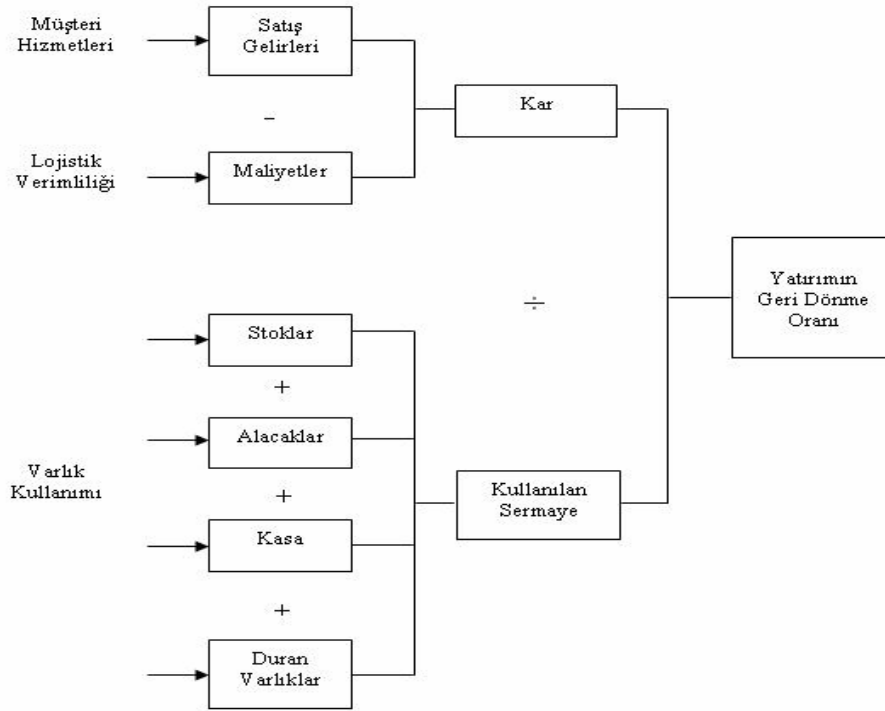 Müşteri
Hizmetleri
Satış
Gelirleri
Kar
-
Lojistik
Verimliliği
Maliyetler
Yatırımın
Geri Dönme
Oranı
÷
Stoklar
+
Alacaklar
Varlık
Kullanımı
+
Kullanılan
Sermaye
Kasa
+
Duran
Varlıklar